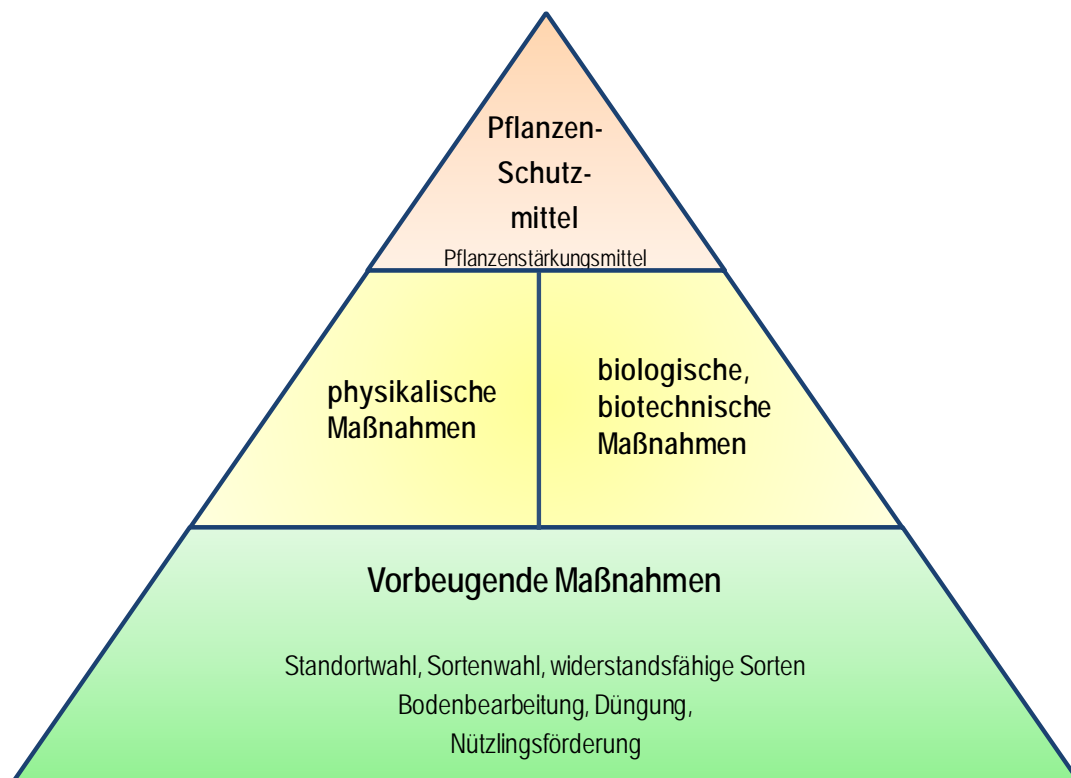 Pflanzen-
Schutz-
mittel
Pflanzenstärkungsmittel
physikalische
Maßnahmen
biologische,
biotechnische
Maßnahmen
Vorbeugende Maßnahmen
Standortwahl, Sortenwahl, widerstandsfähige Sorten
Bodenbearbeitung, Düngung,
Nützlingsförderung